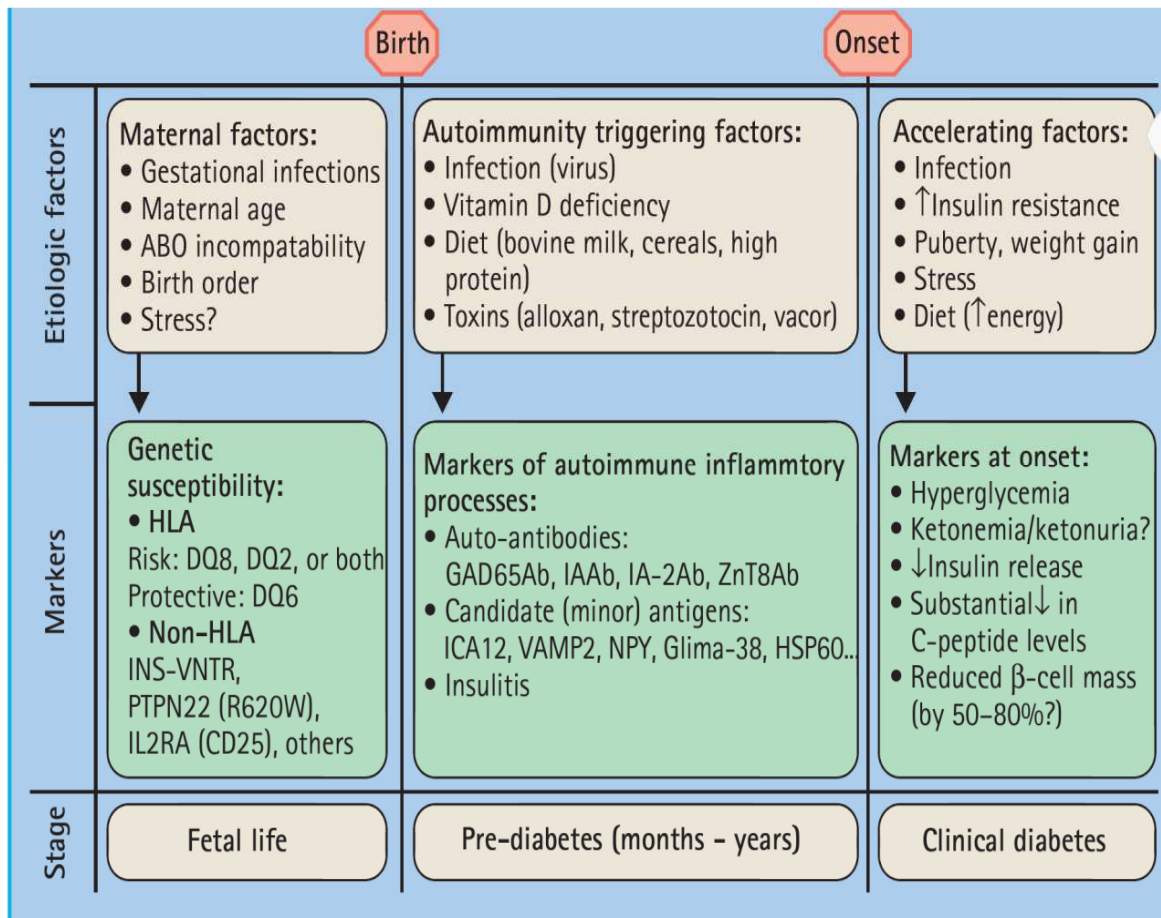 Birth
Onset
Etiologic factors
Maternal factors:
• Gestational infections
• Maternal age
• ABO incompatability
• Birth order
• Stress?
Autoimmunity triggering factors:
• Infection (virus)
• Vitamin D deficiency
• Diet (bovine milk, cereals, high
protein)
• Toxins (alloxan, streptozotocin, vacor)
Accelerating factors:
• Infection
• ↑Insulin resistance
• Puberty, weight gain
• Stress
• Diet (↑energy)
Markers
Genetic
susceptibility:
• HLA
Risk: DQ8, DQ2, or both
Protective: DQ6
• Non-HLA
INS-VNTR,
PTPN22 (R620W),
IL2RA (CD25), others
Markers of autoimmune inflammtory
processes:
• Auto-antibodies:
GAD65Ab, IAAb, IA-2Ab, ZnT8Ab
• Candidate (minor) antigens:
ICA12, VAMP2, NPY, Glima-38, HSP60...
• Insulitis
Markers at onset:
• Hyperglycemia
• Ketonemia/ketonuria?
• ↓Insulin release
• Substantial↓ in
C-peptide levels
• Reduced β-cell mass
(by 50–80%?)
Stage
Fetal life
Pre-diabetes (months – years)
Clinical diabetes